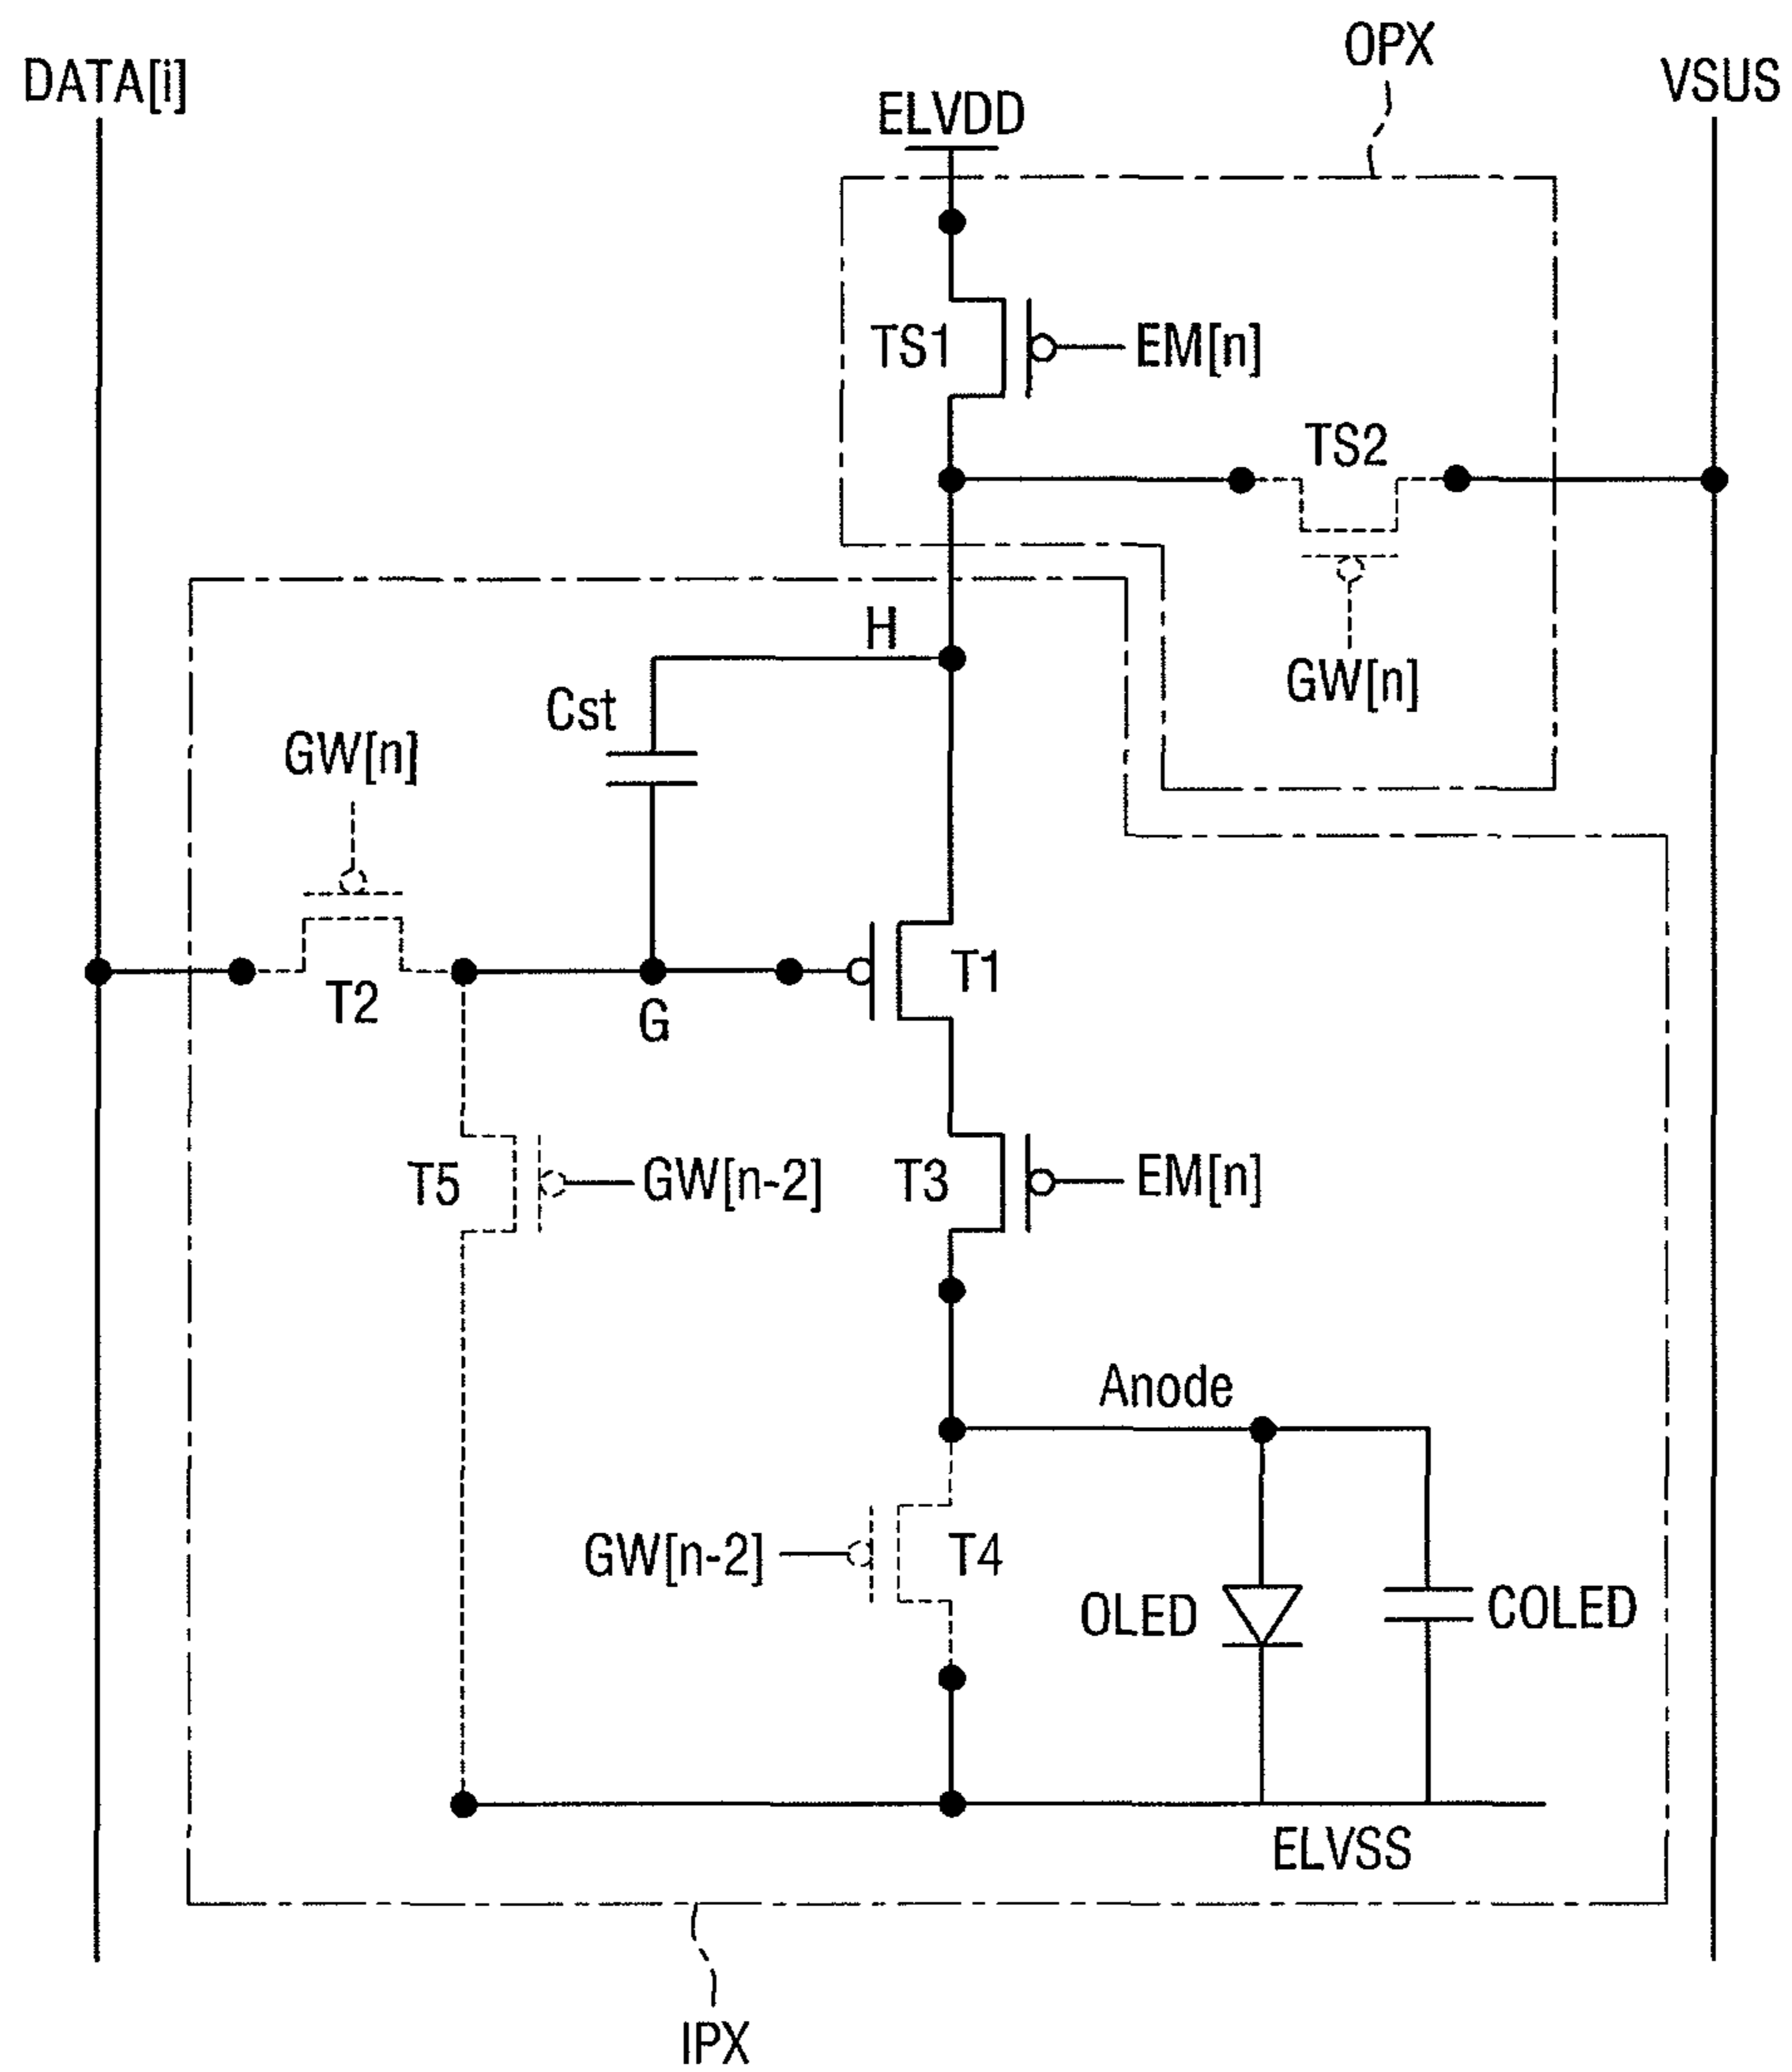 OPX
DATA[i]
VSUS
ELVDD
TS1
EM[n]
TS2
H
GW[n]
Cst
GW[n]
T1
T2
G
T5
GW[n-2]
T3
EM[n]
Anode
GW[n-2]
T4
OLED
COLED
ELVSS
IPX